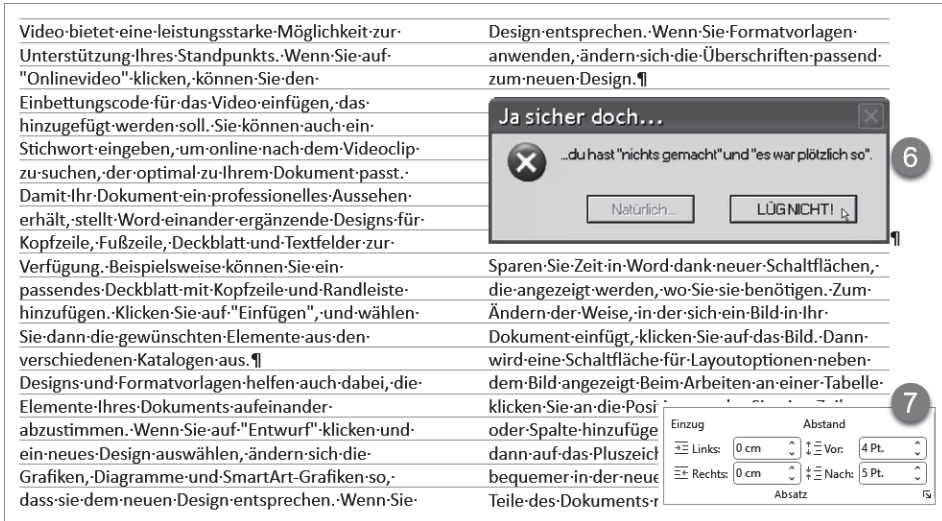 Video·bietet·eine·leistungsstarke·Möglichkeit·zur·
Unterstützung·Ihres·Standpunkts.·Wenn·Sie·auf·
"Onlinevideo"·klicken,·können·Sie·den·
Einbettungscode·für·das·Video·einfügen,·das·
hinzugefügt·werden·soll.·Sie·können·auch·ein·
Stichwort·eingeben,·um·online·nach·dem·Videoclip·
zu·suchen,·der·optimal·zu·Ihrem·Dokument·passt.·
Damit·Ihr·Dokument·ein·professionelles·Aussehen·
erhält,·stellt·Word·einander·ergänzende·Designs·für·
Kopfzeile,·Fußzeile,·Deckblatt·und·Textfelder·zur·
Verfügung.·Beispielsweise·können·Sie·ein·
passendes·Deckblatt·mit·Kopfzeile·und·Randleiste·
hinzufügen.·Klicken·Sie·auf·"Einfügen",·und·wählen·
Sie·dann·die·gewünschten·Elemente·aus·den·
verschiedenen·Katalogen·aus.¶
Designs·und·Formatvorlagen·helfen·auch·dabei,·die·
Elemente·Ihres·Dokuments·aufeinander·
abzustimmen.·Wenn·Sie·auf·"Entwurf"·klicken·und·
ein·neues·Design·auswählen,·ändern·sich·die·
Grafiken,·Diagramme·und·SmartArt-Grafiken·so,·
dass·sie·dem·neuen·Design·entsprechen.·Wenn·Sie·
Design·entsprechen.·Wenn·Sie·Formatvorlagen·
anwenden,·ändern·sich·die·Überschriften·passend·
zum·neuen·Design.¶
Ja sicher doch...
...du hast "nichts gemacht" und "es war plötzlich so".
Natürlich... LÜG NICHT!
¶
6
Sparen·Sie·Zeit·in·Word·dank·neuer·Schaltflächen,·
die·angezeigt·werden,·wo·Sie·sie·benötigen.·Zum·
Ändern·der·Weise,·in·der·sich·ein·Bild·in·Ihr·
Dokument·einfügt,·klicken·Sie·auf·das·Bild.·Dann·
wird·eine·Schaltfläche·für·Layoutoptionen·neben·
dem·Bild·angezeigt·Beim·Arbeiten·an·einer·Tabelle·
klicken·Sie·an·die·Posi
oder·Spalte·hinzufüge
dann·auf·das·Pluszeich
bequemer·in·der·neue
Teile·des·Dokuments·r
7
Einzug Abstand
Links: 0 cm Vor: 4 Pt.
Rechts: 0 cm Nach: 5 Pt.
Absatz